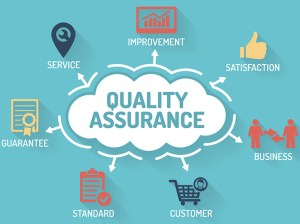 IMPROVEMENT
SERVICE
SATISFACTION
QUALITY
ASSURANCE
GUARANTEE
BUSINESS
STANDARD
CUSTOMER